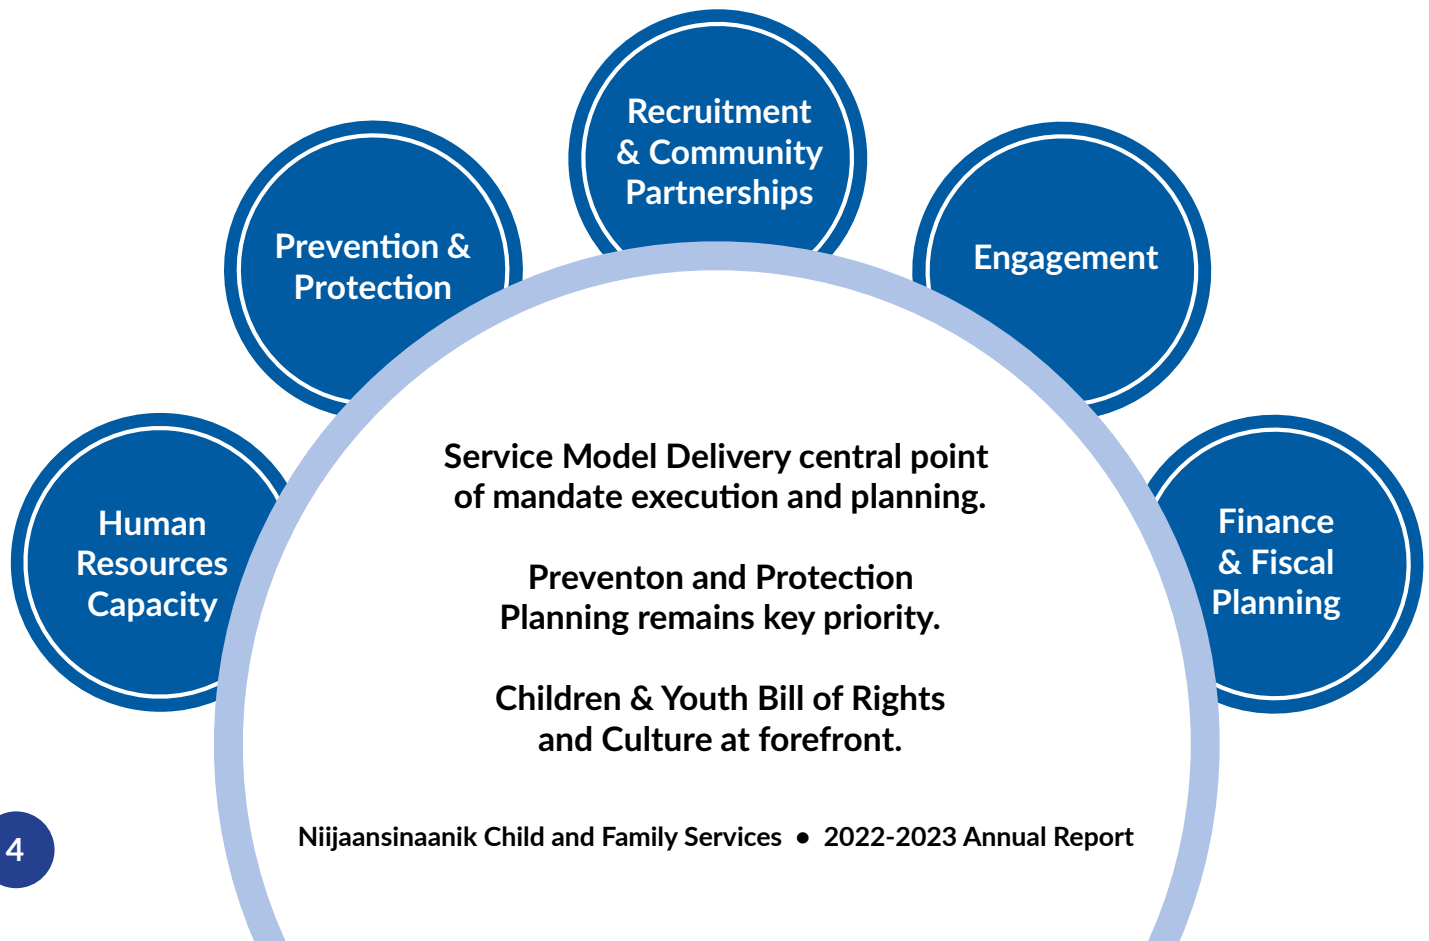 Recruitment
& Community
Partnerships
Prevention &
Protection
Engagement
Human
Resources
Capacity
Finance
& Fiscal
Planning
Service Model Delivery central point
of mandate execution and planning.
Preventon and Protection
Planning remains key priority.
Children & Youth Bill of Rights
and Culture at forefront.
Niijaansinaanik Child and Family Services • 2022-2023 Annual Report
4